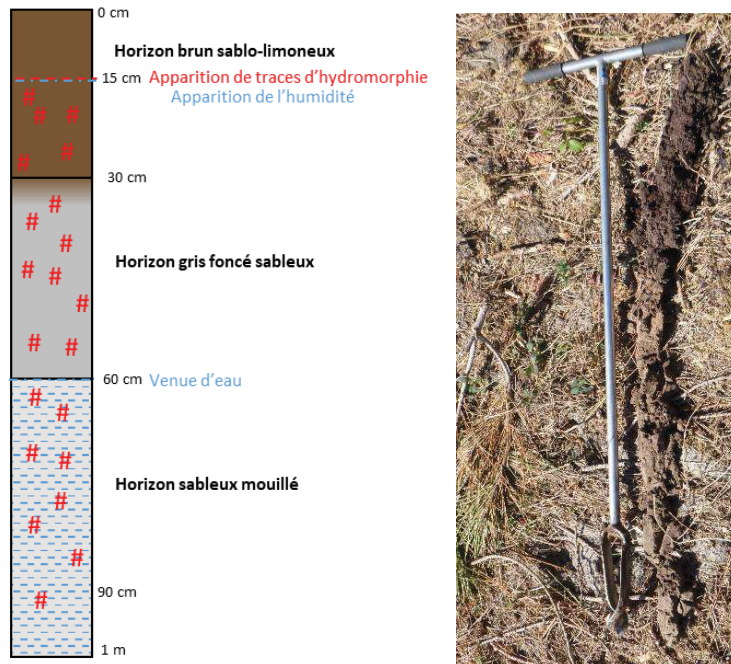 0 cm
Horizon brun sablo-limoneux
15 cm Apparition de traces d'hydromorphie
Apparition de l'humidité
#
#
#
#
#
30 cm
#
#
#
Horizon gris foncé sableux
#
#
#
#
#
60 cm Venue d'eau
#
#
#
#
Horizon sableux mouillé
#
#
#
90 cm
#
1 m